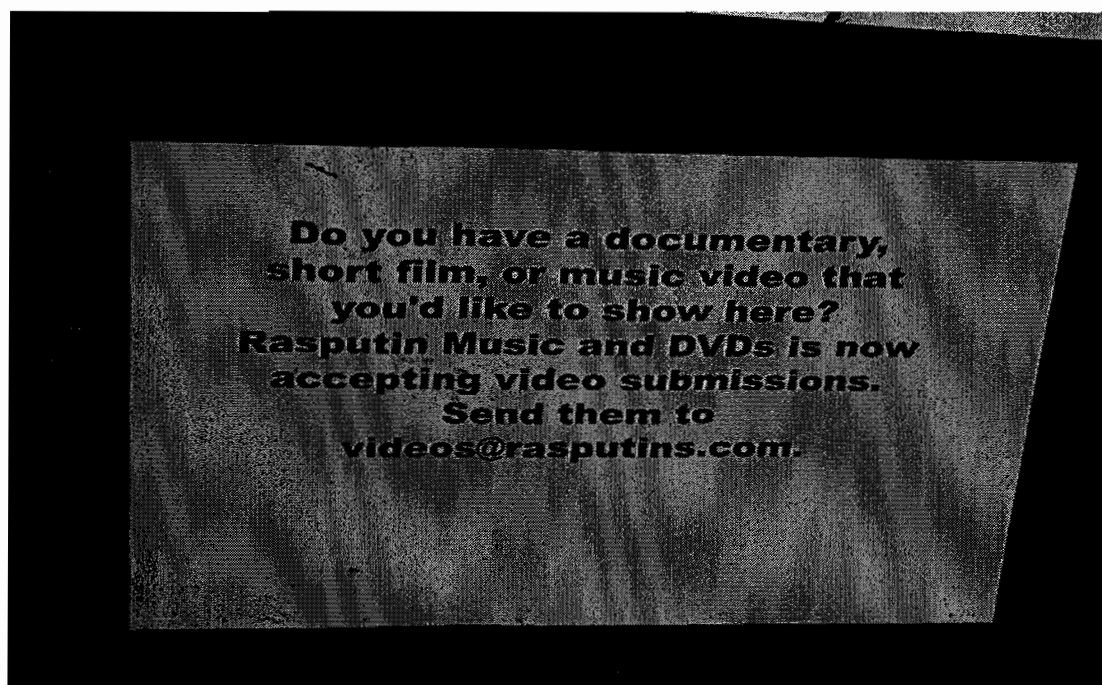 Do you have a documentary,
short film, or music video that
you'd like to show here?
Rasputin Music and DVDs is now
accepting video submissions.
Send them to
videos@rasputins.com.